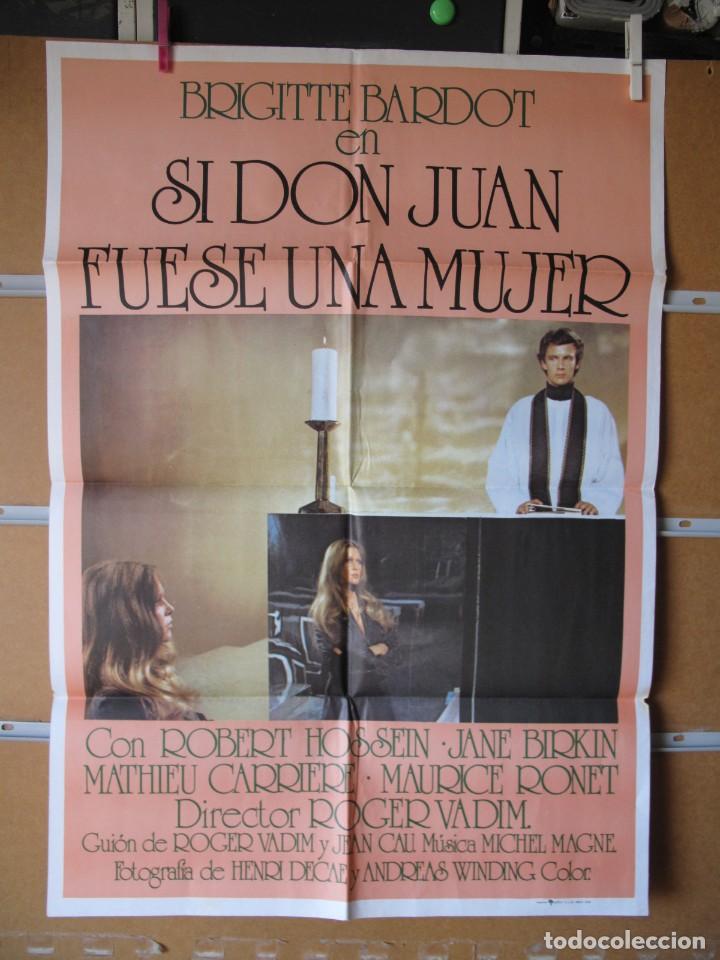 BRIGITTE BARDOT
en
SI DON JUAN
FUESE UNA MUJER
Con ROBERT HOSSEIN · JANE BIRKIN
MATHIEU CARRIERE · MAURICE RONET
Director ROGER VADIM.
Guión de ROGER VADIM y JEAN CAU. Música MICHEL MAGNE
Fotografía de HENRI DECAE y ANDREAS WINDING Color.
todocoleccion.net